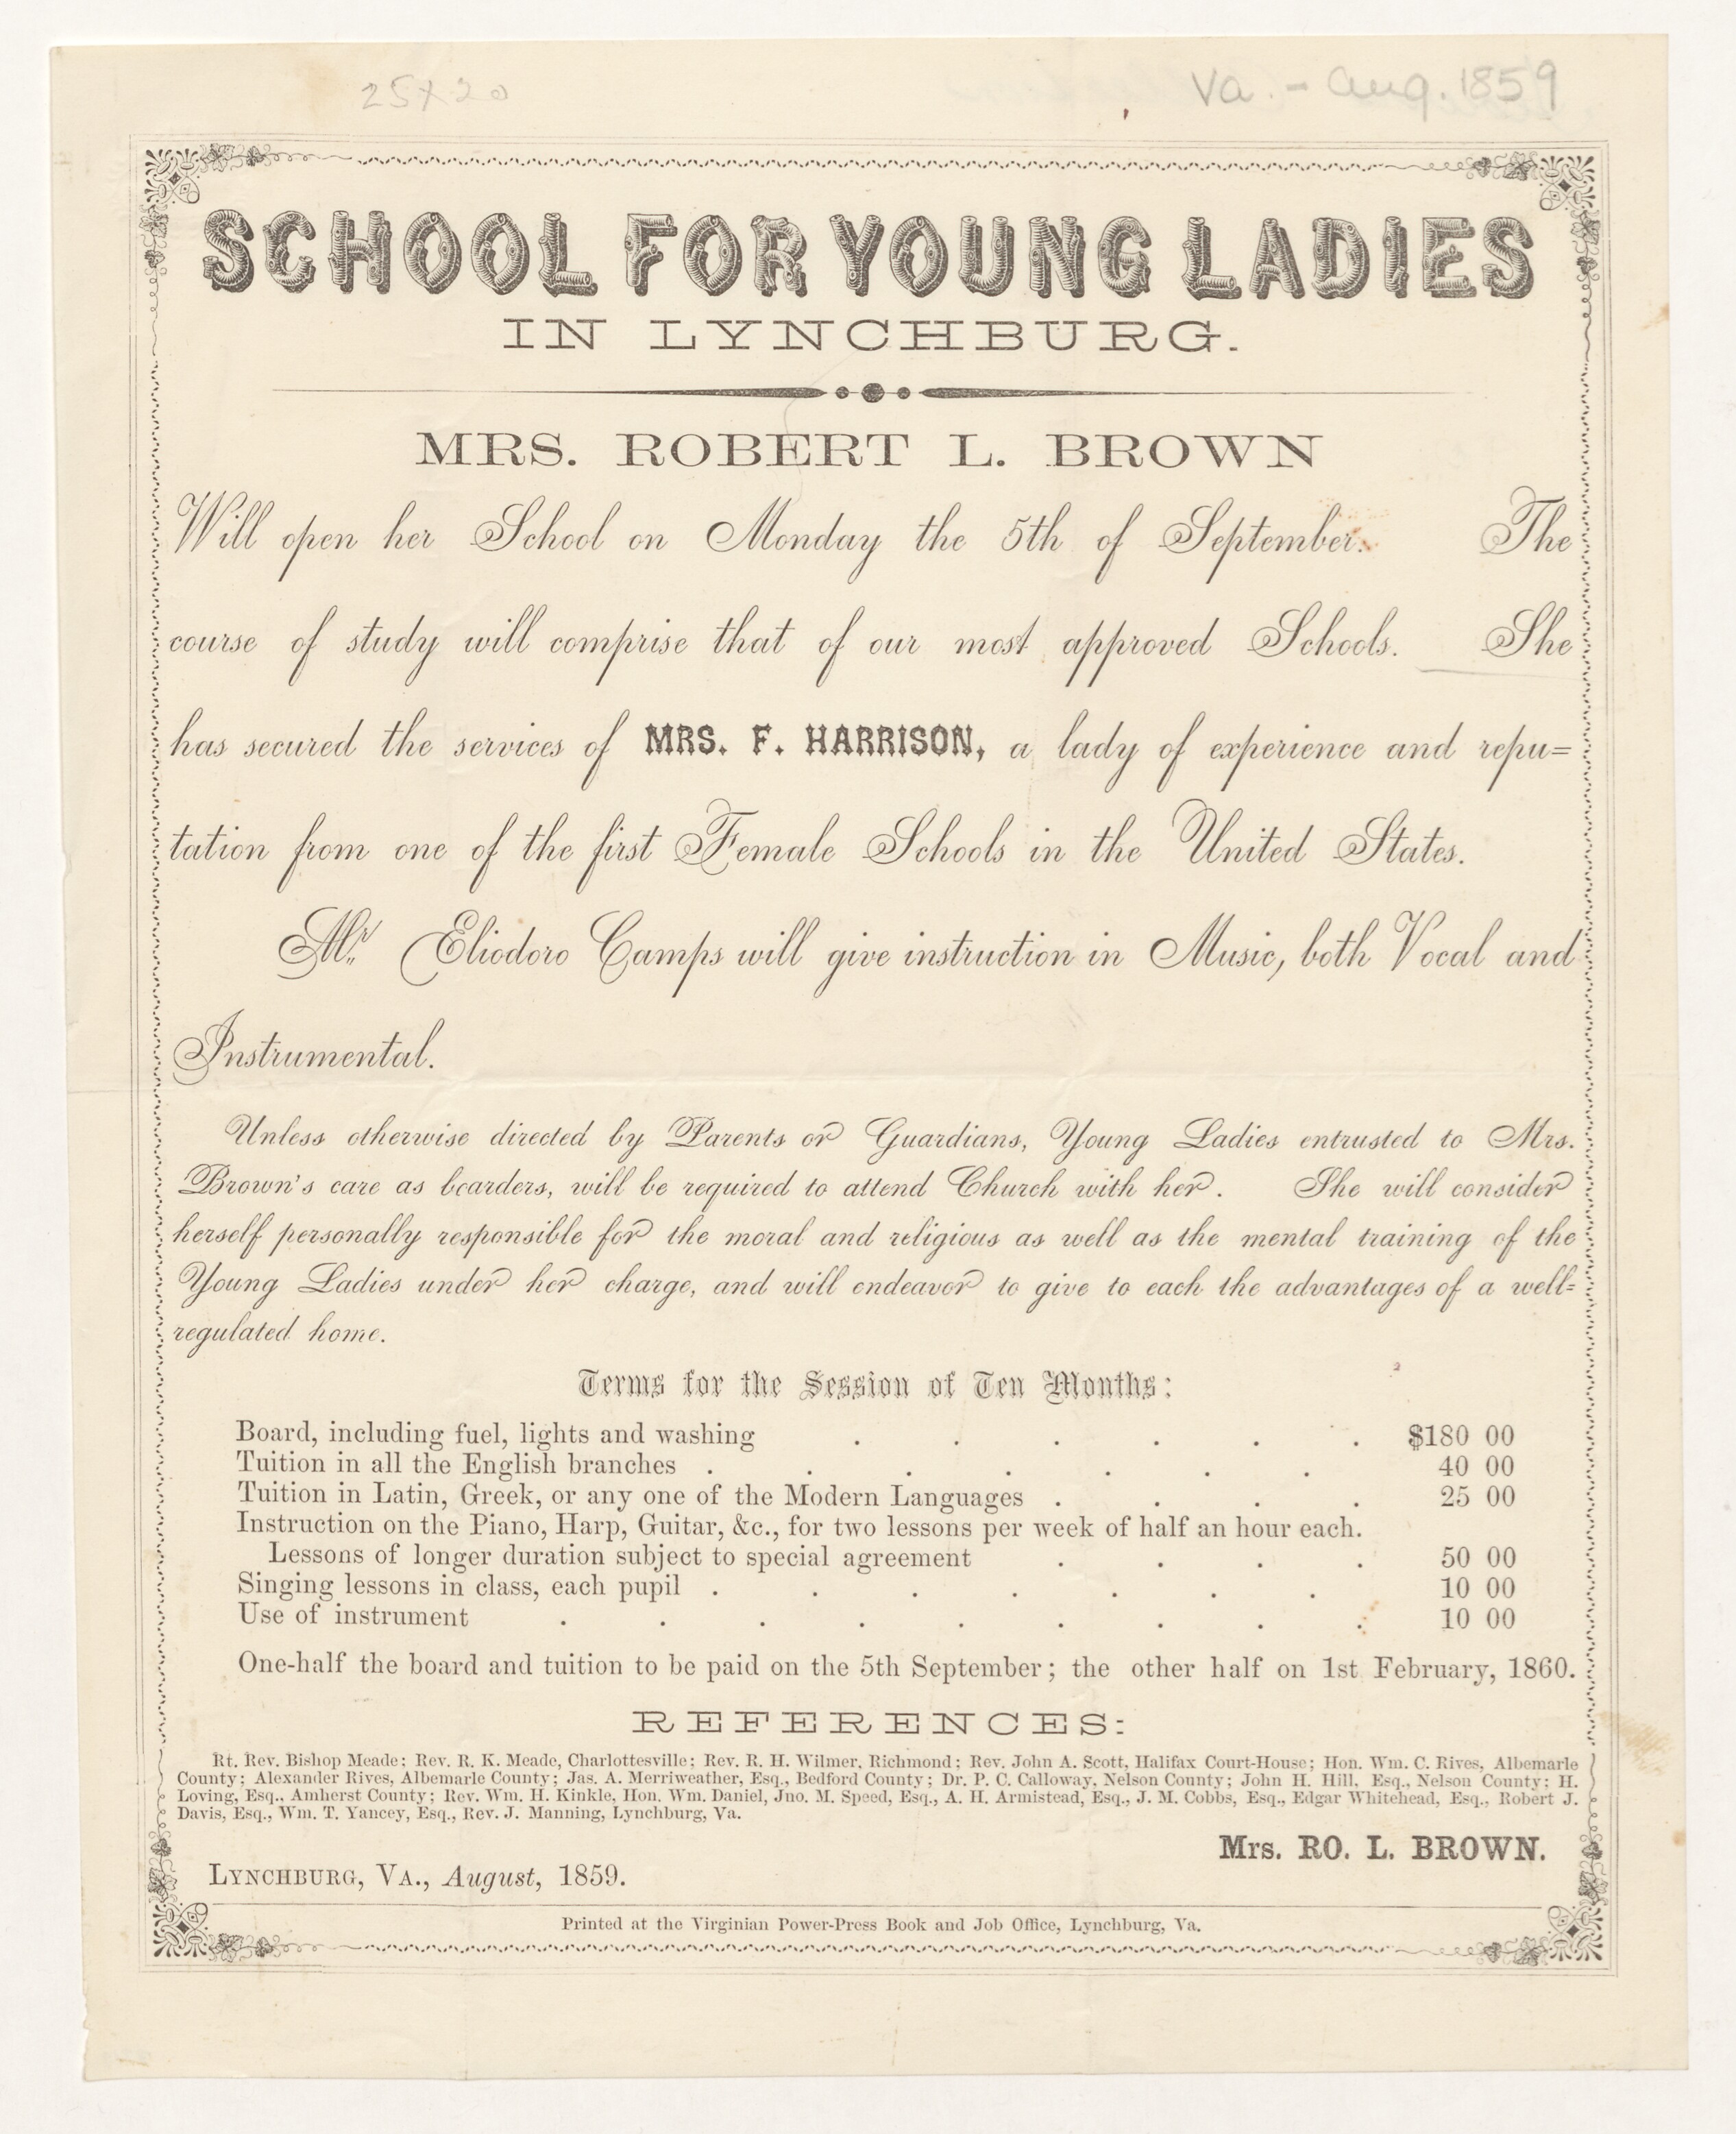 25x20
Va. - Aug. 1859
SCHOOL FOR YOUNG LADIES
IN LYNCHBURG.
MRS. ROBERT L. BROWN
Will open her School on Monday the 5th of September. The
course of study will comprise that of our most approved Schools. She
has secured the services of MRS. F. HARRISON, a lady of experience and repu=
tation from one of the first Female Schools in the United States.
Mr. Eliodoro Camps will give instruction in Music, both Vocal and
Instrumental.
Unless otherwise directed by Parents or Guardians, Young Ladies entrusted to Mrs.
Brown's care as boarders, will be required to attend Church with her. She will consider
herself personally responsible for the moral and religious as well as the mental training of the
Young Ladies under her charge, and will endeavor to give to each the advantages of a well=
regulated home.
Terms for the Session of Ten Months:
Board, including fuel, lights and washing . . . . . . $180 00
Tuition in all the English branches . . . . . . . 40 00
Tuition in Latin, Greek, or any one of the Modern Languages . . . . 25 00
Instruction on the Piano, Harp, Guitar, &c., for two lessons per week of half an hour each.
Lessons of longer duration subject to special agreement . . . . 50 00
Singing lessons in class, each pupil . . . . . . . 10 00
Use of instrument . . . . . . . . . 10 00
One-half the board and tuition to be paid on the 5th September; the other half on 1st February, 1860.
REFERENCES:
Rt. Rev. Bishop Meade; Rev. R. K. Meade, Charlottesville; Rev. R. H. Wilmer, Richmond; Rev. John A. Scott, Halifax Court-House; Hon. Wm. C. Rives, Albemarle
County; Alexander Rives, Albemarle County; Jas. A. Merriweather, Esq., Bedford County; Dr. P. C. Calloway, Nelson County; John H. Hill, Esq., Nelson County; H.
Loving, Esq., Amherst County; Rev. Wm. H. Kinkle, Hon. Wm. Daniel, Jno. M. Speed, Esq., A. H. Armistead, Esq., J. M. Cobbs, Esq., Edgar Whitehead, Esq., Robert J.
Davis, Esq., Wm. T. Yancey, Esq., Rev. J. Manning, Lynchburg, Va.
Mrs. RO. L. BROWN.
LYNCHBURG, VA., August, 1859.
Printed at the Virginian Power-Press Book and Job Office, Lynchburg, Va.